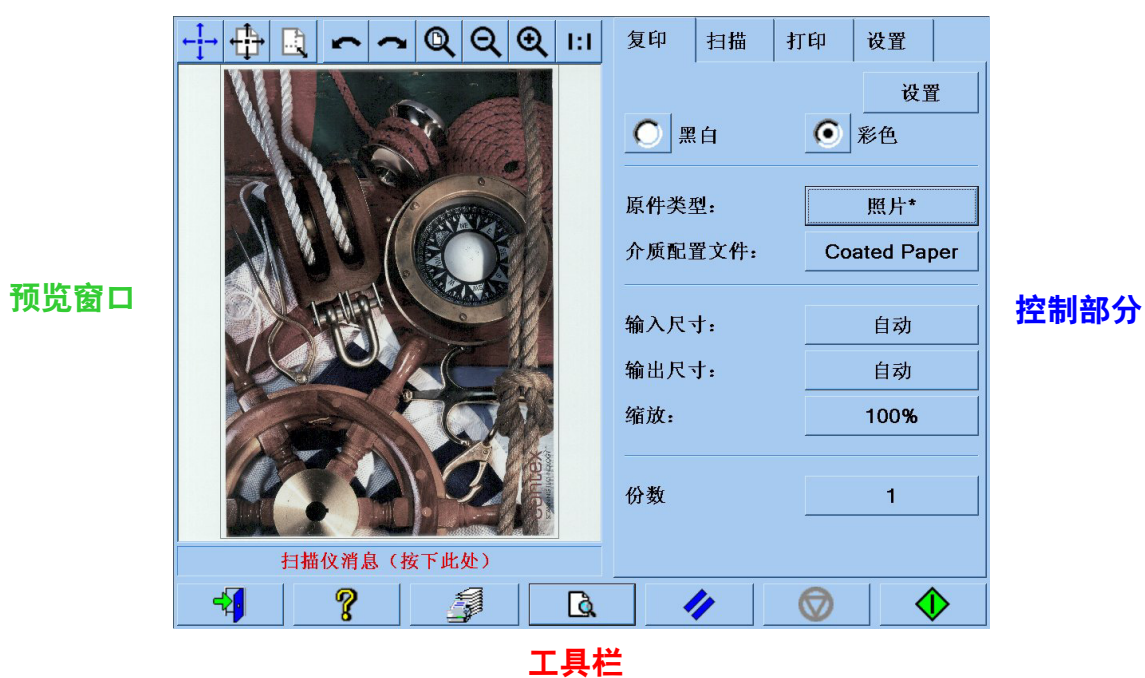 1:1
复印 扫描 打印 设置
设置
黑白 彩色
原件类型： 照片*
介质配置文件： Coated Paper
预览窗口
控制部分
输入尺寸： 自动
输出尺寸： 自动
缩放： 100%
contex
份数 1
扫描仪消息（按下此处）
工具栏